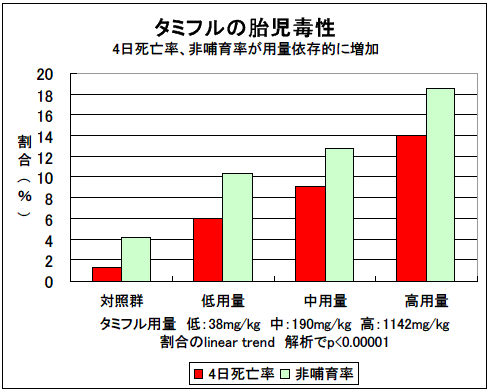 タミフルの胎児毒性
4日死亡率、非哺育率が用量依存的に増加
割合(%)
20
18
16
14
12
10
8
6
4
2
0
対照群 低用量 中用量 高用量
タミフル用量 低:38mg/kg 中:190mg/kg 高:1142mg/kg
割合のlinear trend 解析でp<0.00001
4日死亡率 非哺育率